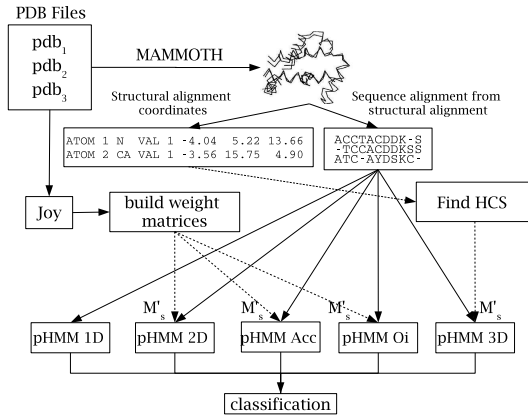 PDB Files
pdb1
pdb2
pdb3
MAMMOTH
Structural alignment
coordinates
Sequence alignment from
structural alignment
ATOM 1 N VAL 1 -4.04 5.22 13.66
ATOM 2 CA VAL 1 -3.56 15.75 4.90
ACCTACDDK-S
-TCCACDDKSS
ATC-AYDSKC-
Joy
build weight
matrices
Find HCS
M's
M's
M's
M's
pHMM 1D
pHMM 2D
pHMM Acc
pHMM Oi
pHMM 3D
classification